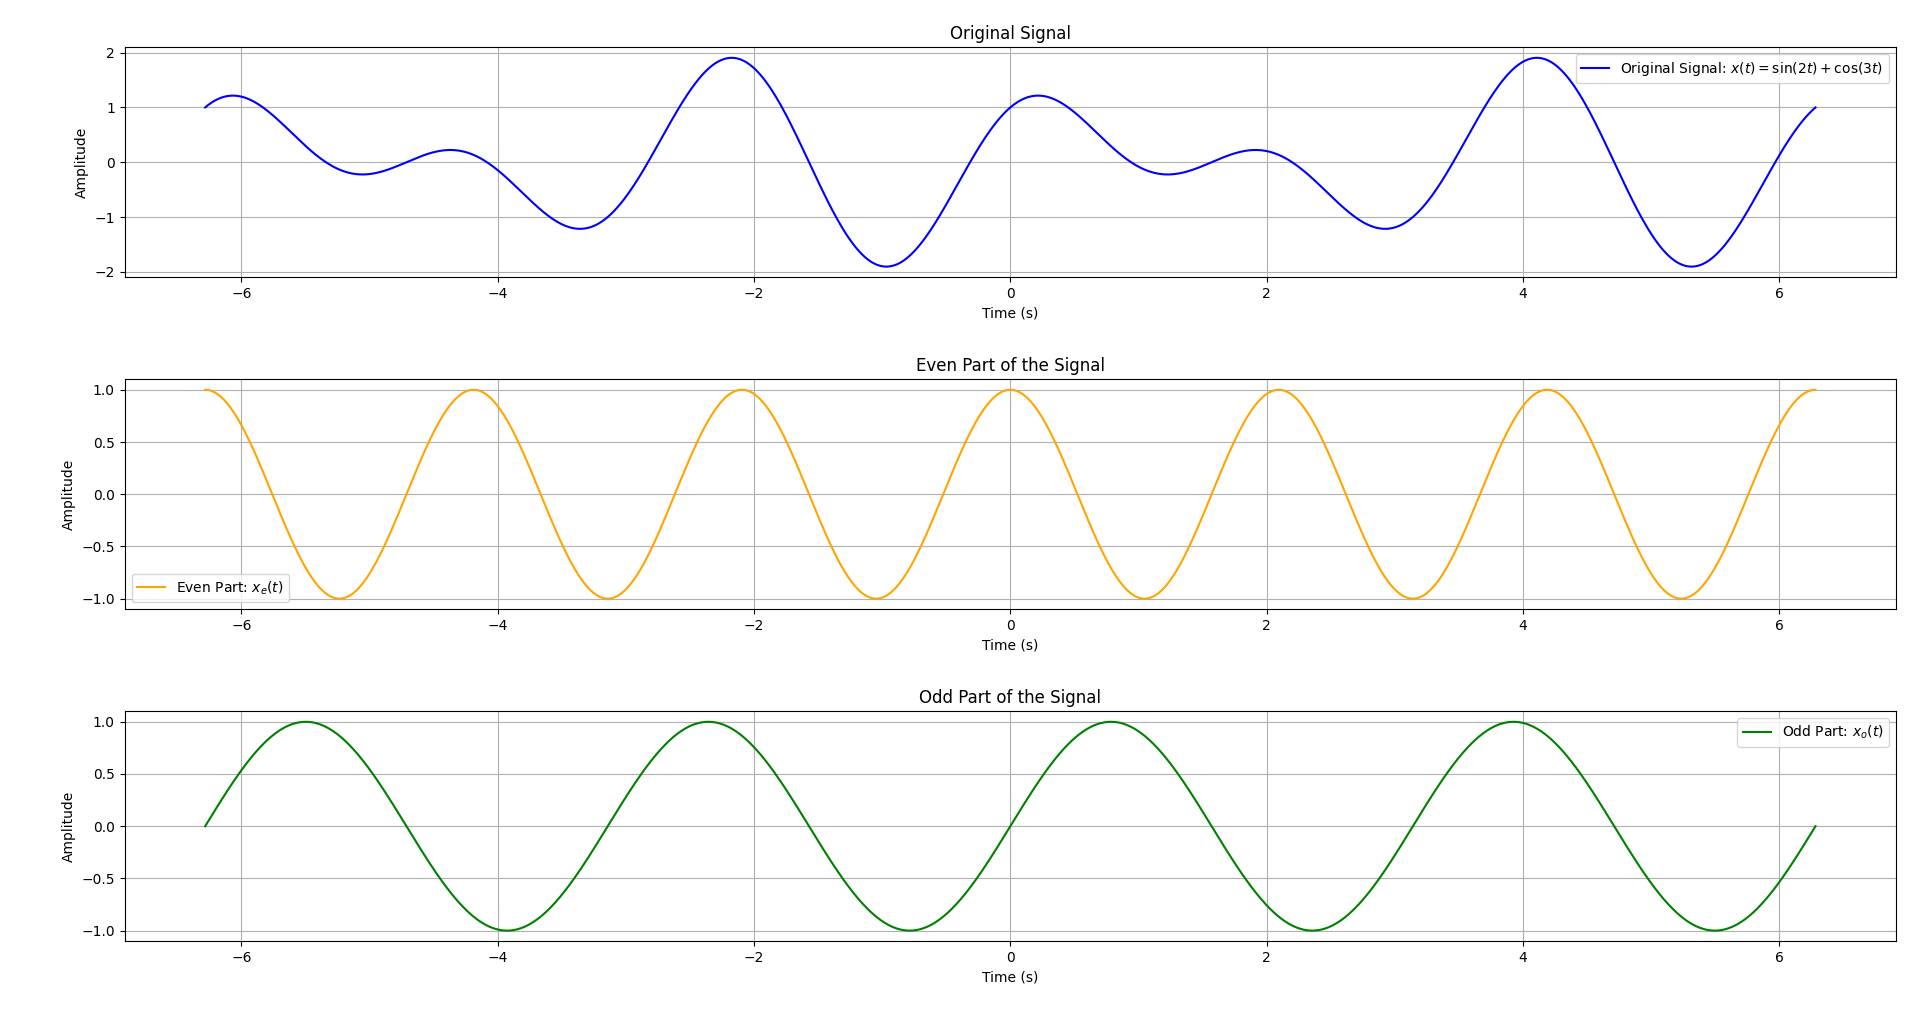 Original Signal
Original Signal: x(t) = sin(2t) + cos(3t)
2
1
0
−1
−2
Amplitude
−6 −4 −2 0 2 4 6
Time (s)
Even Part of the Signal
1.0
0.5
0.0
−0.5
−1.0
Amplitude
Even Part: xₑ(t)
−6 −4 −2 0 2 4 6
Time (s)
Odd Part of the Signal
Odd Part: xₒ(t)
1.0
0.5
0.0
−0.5
−1.0
Amplitude
−6 −4 −2 0 2 4 6
Time (s)